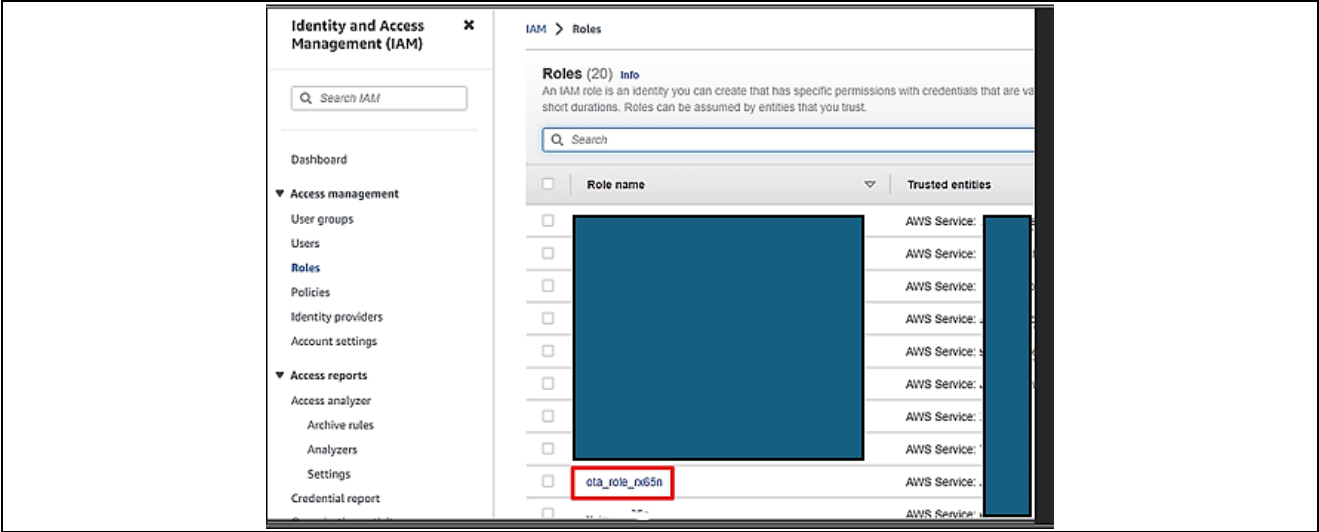 Identity and Access
Management (IAM)
Search IAM
Dashboard
Access management
User groups
Users
Roles
Policies
Identity providers
Account settings
Access reports
Access analyzer
Archive rules
Analyzers
Settings
Credential report
IAM > Roles
Roles (20) Info
An IAM role is an identity you can create that has specific permissions with credentials that are va
short durations. Roles can be assumed by entities that you trust.
Search
Role name Trusted entities
AWS Service:
AWS Service:
AWS Service:
AWS Service:
AWS Service:
AWS Service:
AWS Service:
AWS Service:
ota_role_rx65n AWS Service:
AWS Service: